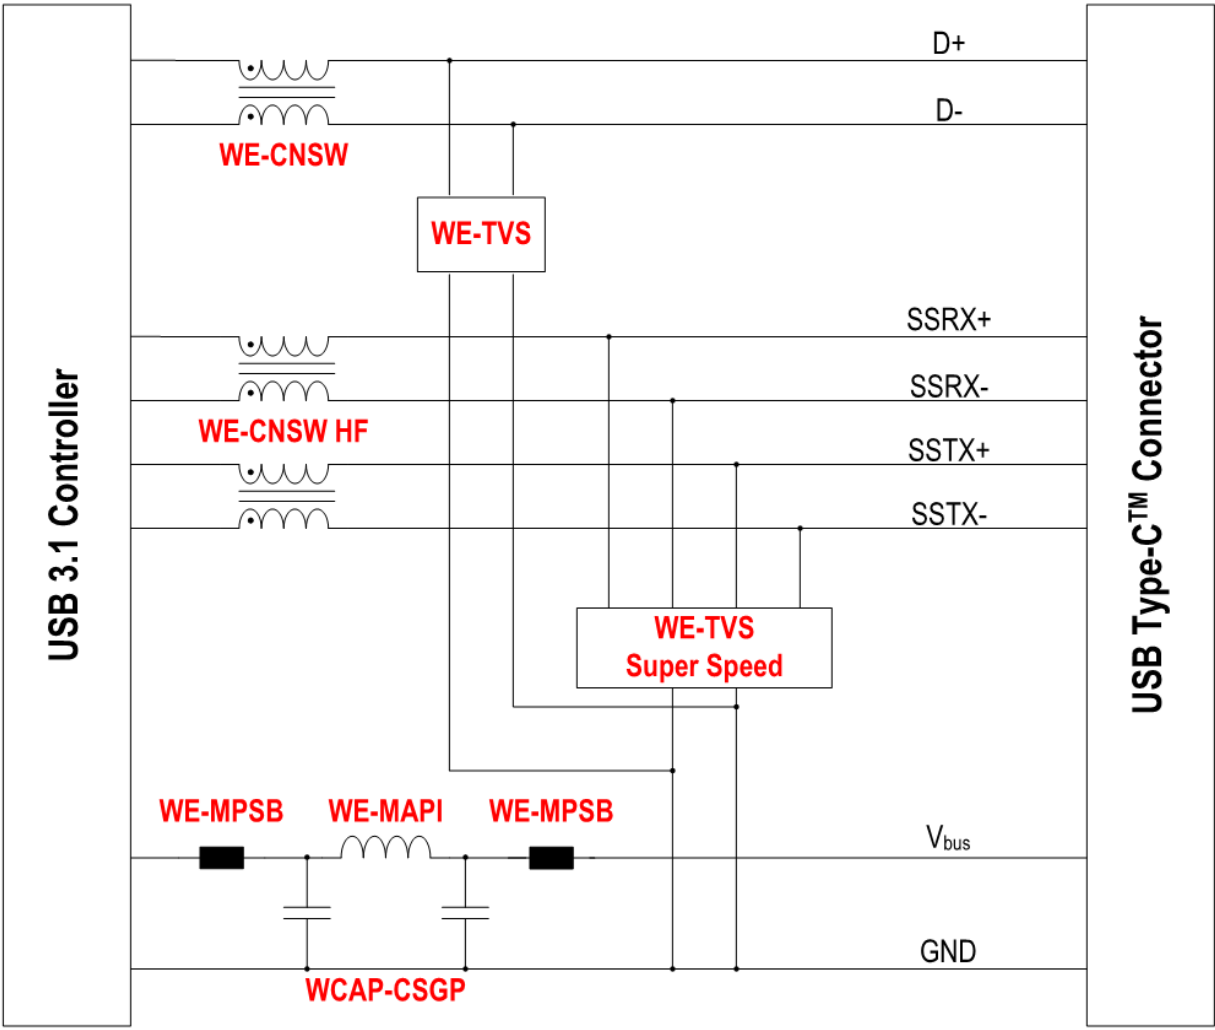 USB 3.1 Controller
D+
D-
WE-CNSW
WE-TVS
SSRX+
SSRX-
WE-CNSW HF
SSTX+
SSTX-
WE-TVS
Super Speed
WE-MPSB
WE-MAPI
WE-MPSB
Vbus
GND
WCAP-CSGP
USB Type-C™ Connector